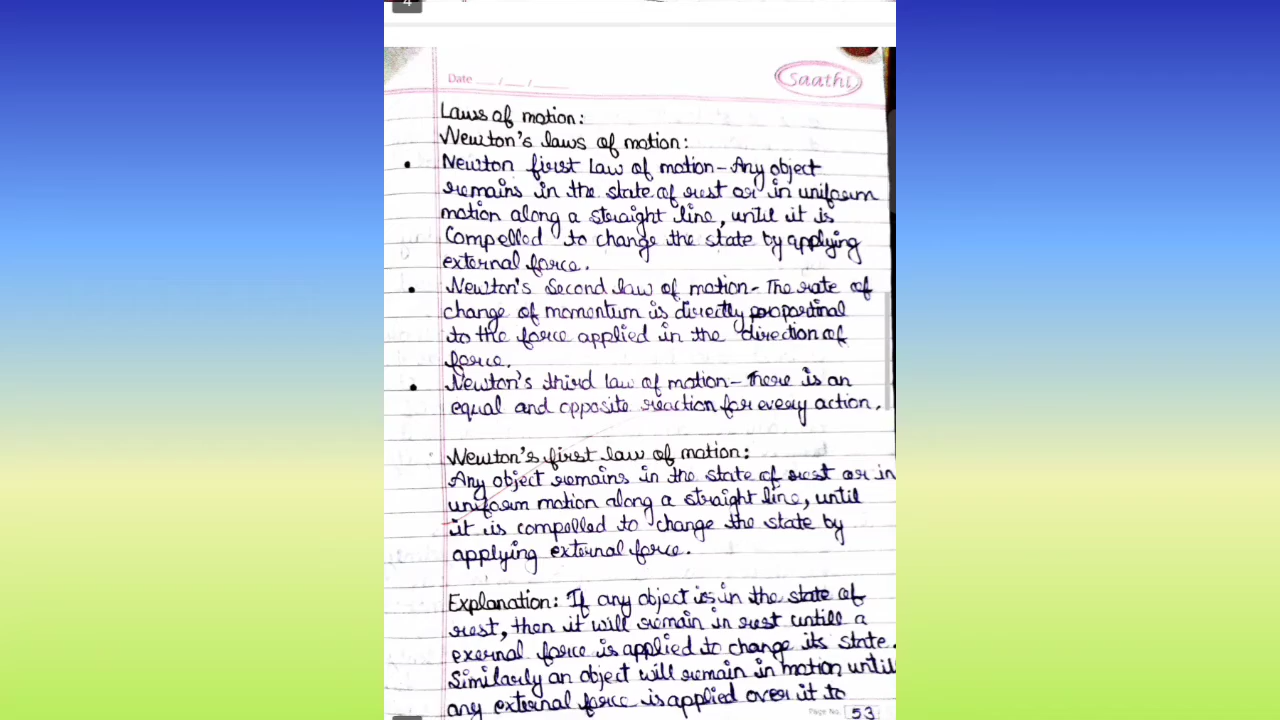 4
Date __/__/____
Saathi
Laws of motion:
Newton's laws of motion:
• Newton first law of motion - Any object
remains in the state of rest or in uniform
motion along a straight line, until it is
Compelled to change the state by applying
external force.
• Newton's Second law of motion - The rate of
change of momentum is directly propostinal
to the force applied in the direction of
force.
• Newton's third law of motion - There is an
equal and opposite reaction for every action.
Newton's first law of motion:
Any object remains in the state of rest or in
uniform motion along a straight line, until
it is compelled to change the state by
applying external force.
Explanation: If any object is in the state of
rest, then it will remain in rest untill a
exernal force is applied to change its state.
Similarly an object will remain in motion until
any external force is applied over it to
Page No. 53